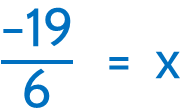 -19
6 = x